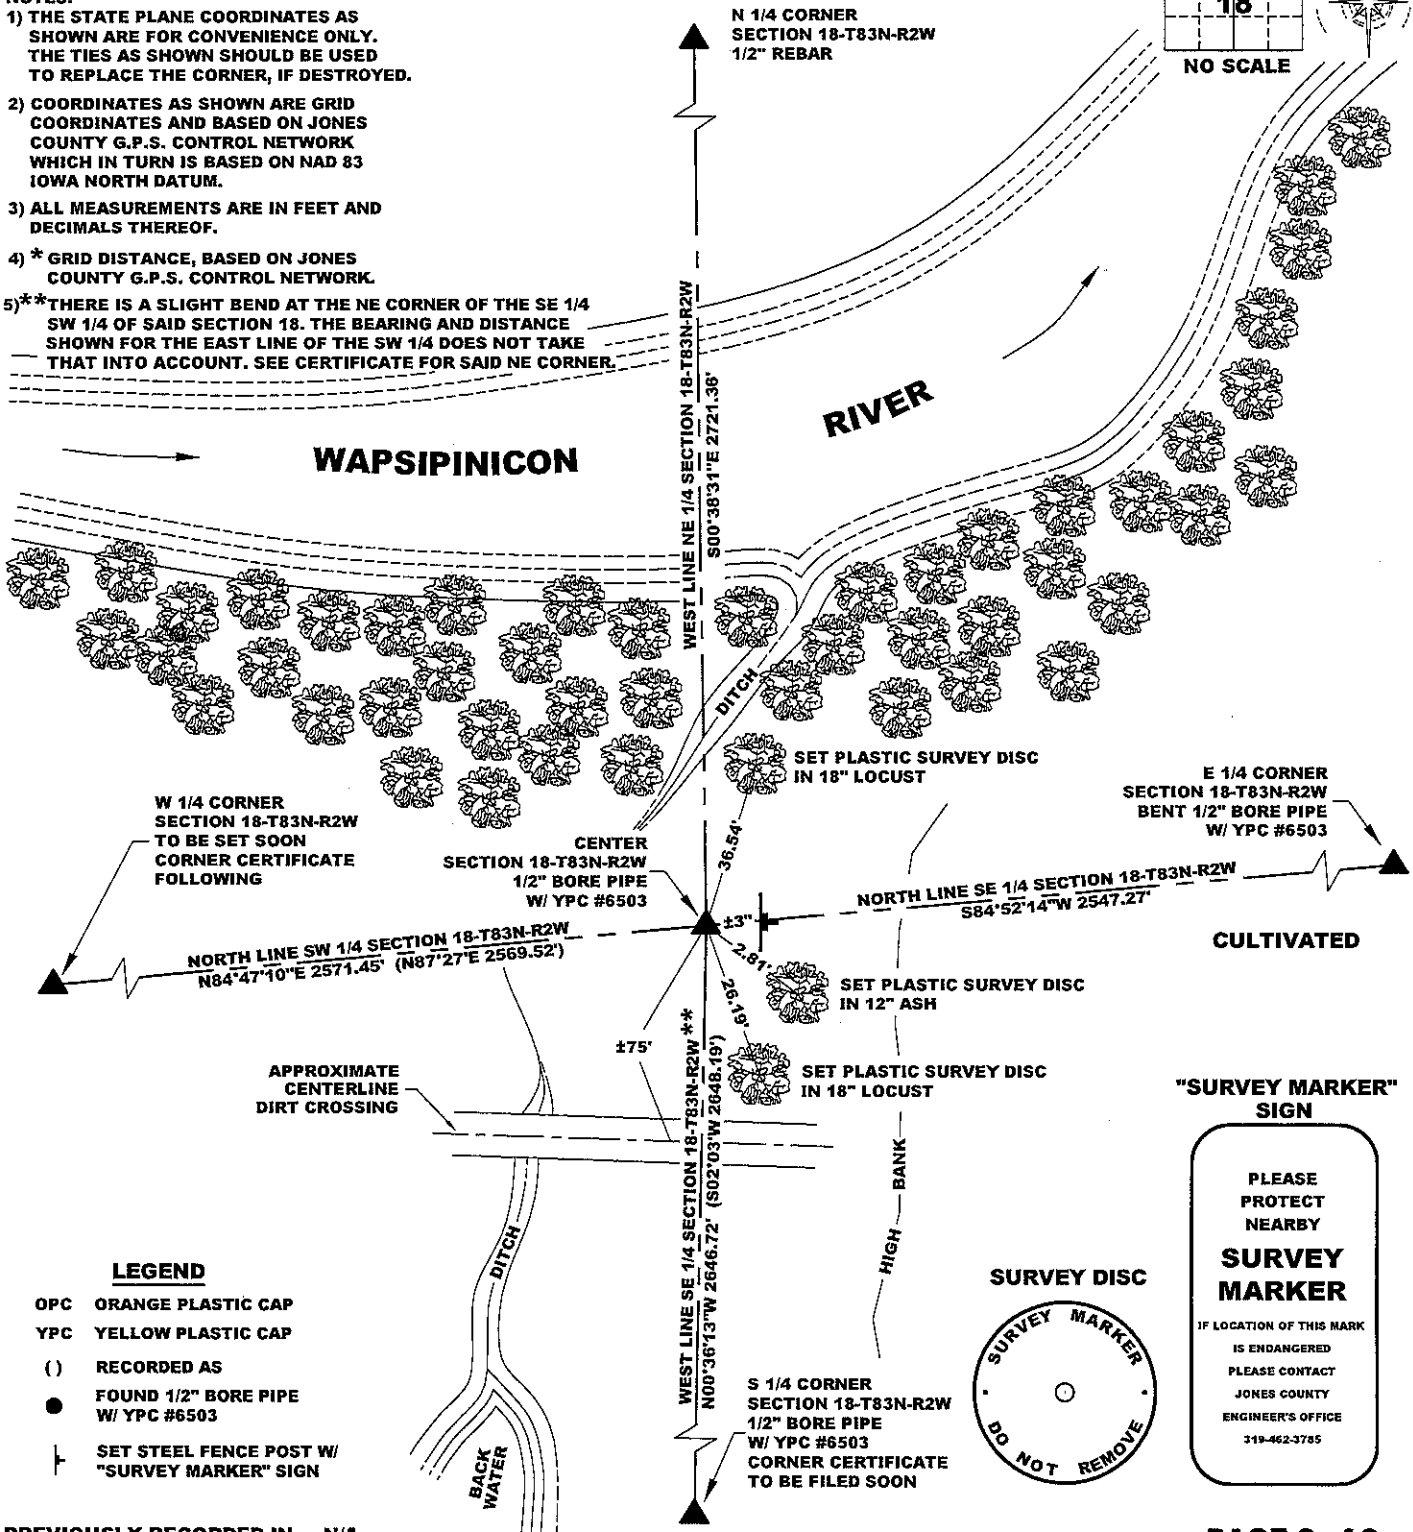 NOTES:
1) THE STATE PLANE COORDINATES AS
SHOWN ARE FOR CONVENIENCE ONLY.
THE TIES AS SHOWN SHOULD BE USED
TO REPLACE THE CORNER, IF DESTROYED.
2) COORDINATES AS SHOWN ARE GRID
COORDINATES AND BASED ON JONES
COUNTY G.P.S. CONTROL NETWORK
WHICH IN TURN IS BASED ON NAD 83
IOWA NORTH DATUM.
3) ALL MEASUREMENTS ARE IN FEET AND
DECIMALS THEREOF.
4) * GRID DISTANCE, BASED ON JONES
COUNTY G.P.S. CONTROL NETWORK.
5)** THERE IS A SLIGHT BEND AT THE NE CORNER OF THE SE 1/4
SW 1/4 OF SAID SECTION 18. THE BEARING AND DISTANCE
SHOWN FOR THE EAST LINE OF THE SW 1/4 DOES NOT TAKE
THAT INTO ACCOUNT. SEE CERTIFICATE FOR SAID NE CORNER.
N 1/4 CORNER
SECTION 18-T83N-R2W
1/2" REBAR
18
NO SCALE
WAPSIPINICON
RIVER
WEST LINE NE 1/4 SECTION 18-T83N-R2W
S00°38'31"E 2721.36'
DITCH
SET PLASTIC SURVEY DISC
IN 18" LOCUST
W 1/4 CORNER
SECTION 18-T83N-R2W
TO BE SET SOON
CORNER CERTIFICATE
FOLLOWING
CENTER
SECTION 18-T83N-R2W
1/2" BORE PIPE
W/ YPC #6503
36.54'
E 1/4 CORNER
SECTION 18-T83N-R2W
BENT 1/2" BORE PIPE
W/ YPC #6503
NORTH LINE SE 1/4 SECTION 18-T83N-R2W
S84°52'14"W 2547.27'
±3"
NORTH LINE SW 1/4 SECTION 18-T83N-R2W
N84°47'10"E 2571.45' (N87°27'E 2569.52')
CULTIVATED
2.81'
SET PLASTIC SURVEY DISC
IN 12" ASH
26.19'
±75'
SET PLASTIC SURVEY DISC
IN 18" LOCUST
APPROXIMATE
CENTERLINE
DIRT CROSSING
WEST LINE SE 1/4 SECTION 18-T83N-R2W **
N00°36'13"W 2646.72' (S02°03'W 2648.19')
HIGH BANK
DITCH
BACK
WATER
LEGEND
OPC ORANGE PLASTIC CAP
YPC YELLOW PLASTIC CAP
( ) RECORDED AS
FOUND 1/2" BORE PIPE
W/ YPC #6503
SET STEEL FENCE POST W/
"SURVEY MARKER" SIGN
S 1/4 CORNER
SECTION 18-T83N-R2W
1/2" BORE PIPE
W/ YPC #6503
CORNER CERTIFICATE
TO BE FILED SOON
SURVEY DISC
SURVEY MARKER
DO NOT REMOVE
"SURVEY MARKER"
SIGN
PLEASE
PROTECT
NEARBY
SURVEY
MARKER
IF LOCATION OF THIS MARK
IS ENDANGERED
PLEASE CONTACT
JONES COUNTY
ENGINEER'S OFFICE
319-462-3785
PREVIOUSLY RECORDED IN N/A